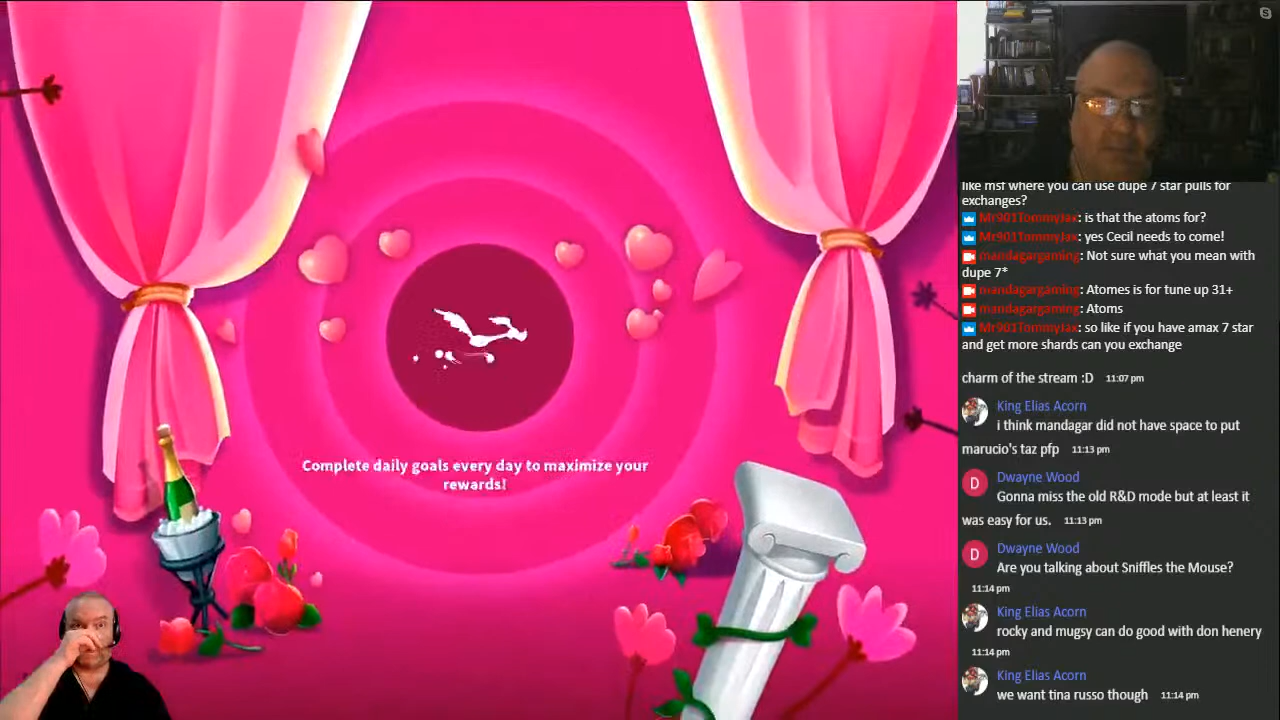 Complete daily goals every day to maximize your
rewards!
like msf where you can use dupe 7 star pulls for
exchanges?
Mr901TommyJax: is that the atoms for?
Mr901TommyJax: yes Cecil needs to come!
mandagargaming: Not sure what you mean with
dupe 7*
mandagargaming: Atomes is for tune up 31+
mandagargaming: Atoms
Mr901TommyJax: so like if you have amax 7 star
and get more shards can you exchange
charm of the stream :D 11:07 pm
King Elias Acorn
i think mandagar did not have space to put
marucio's taz pfp 11:13 pm
D Dwayne Wood
Gonna miss the old R&D mode but at least it
was easy for us. 11:13 pm
D Dwayne Wood
Are you talking about Sniffles the Mouse?
11:14 pm
King Elias Acorn
rocky and mugsy can do good with don henery
11:14 pm
King Elias Acorn
we want tina russo though 11:14 pm